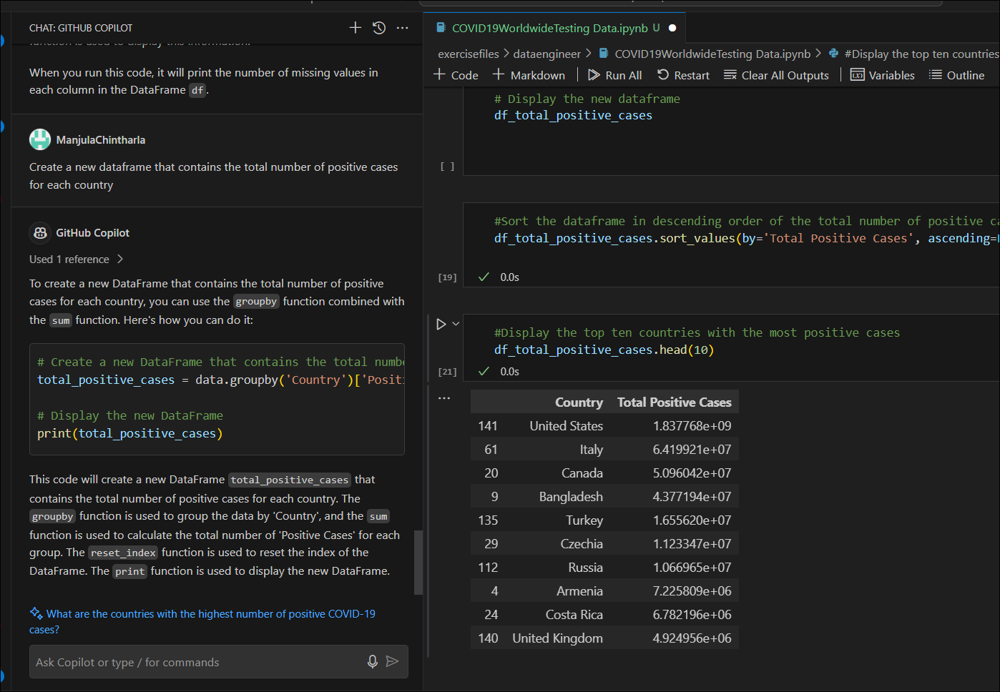 CHAT: GITHUB COPILOT
When you run this code, it will print the number of missing values in
each column in the DataFrame df.
ManjulaChintharla
Create a new dataframe that contains the total number of positive cases
for each country
GitHub Copilot
Used 1 reference
To create a new DataFrame that contains the total number of positive
cases for each country, you can use the groupby function combined with
the sum function. Here's how you can do it:
# Create a new DataFrame that contains the total numb
total_positive_cases = data.groupby('Country')['Posit
# Display the new DataFrame
print(total_positive_cases)
This code will create a new DataFrame total_positive_cases that
contains the total number of positive cases for each country. The
groupby function is used to group the data by 'Country', and the sum
function is used to calculate the total number of 'Positive Cases' for each
group. The reset_index function is used to reset the index of the
DataFrame. The print function is used to display the new DataFrame.
What are the countries with the highest number of positive COVID-19
cases?
Ask Copilot or type / for commands
COVID19WorldwideTesting Data.ipynb U
exercisefiles > dataengineer > COVID19WorldwideTesting Data.ipynb > #Display the top ten countries
+ Code + Markdown Run All Restart Clear All Outputs Variables Outline
# Display the new dataframe
df_total_positive_cases
[ ]
#Sort the dataframe in descending order of the total number of positive ca
df_total_positive_cases.sort_values(by='Total Positive Cases', ascending=
[19] 0.0s
#Display the top ten countries with the most positive cases
df_total_positive_cases.head(10)
[21] 0.0s
...
Country Total Positive Cases
141 United States 1.837768e+09
61 Italy 6.419921e+07
20 Canada 5.096042e+07
9 Bangladesh 4.377194e+07
135 Turkey 1.655620e+07
29 Czechia 1.123347e+07
112 Russia 1.066965e+07
4 Armenia 7.225809e+06
24 Costa Rica 6.782196e+06
140 United Kingdom 4.924956e+06